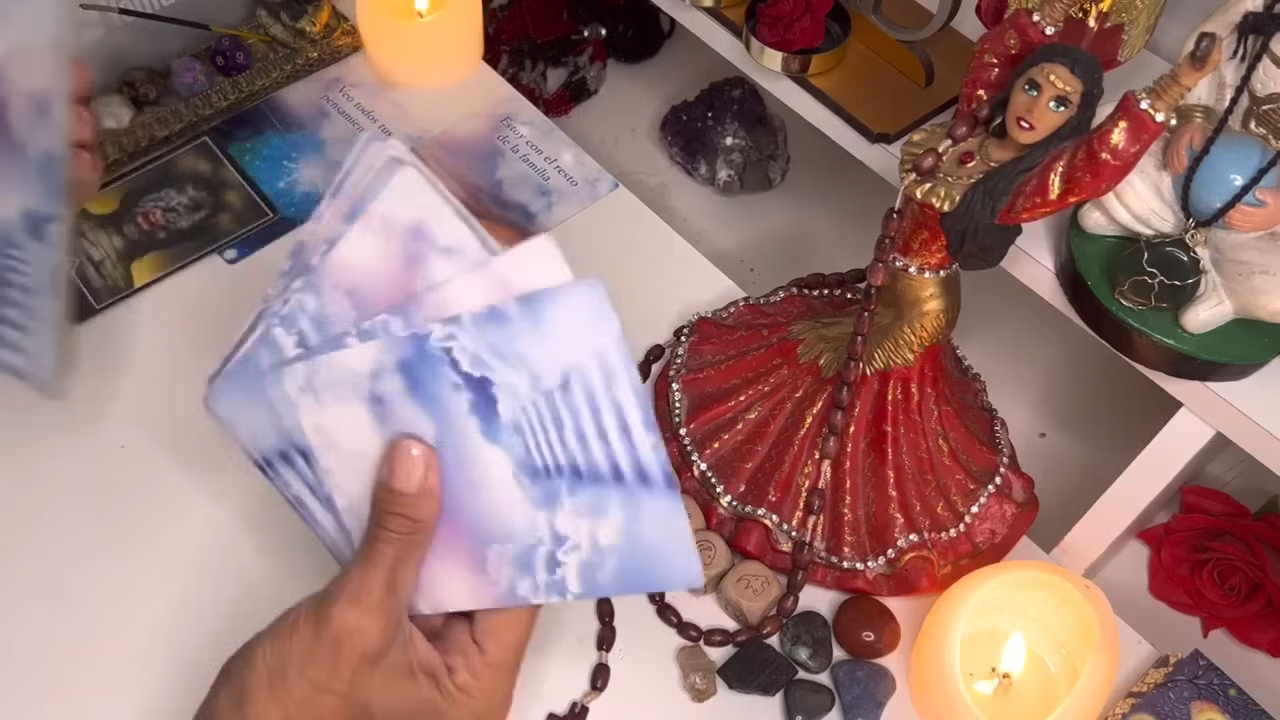 Veo todos tus
pensamien
Estoy con el resto
de la familia.